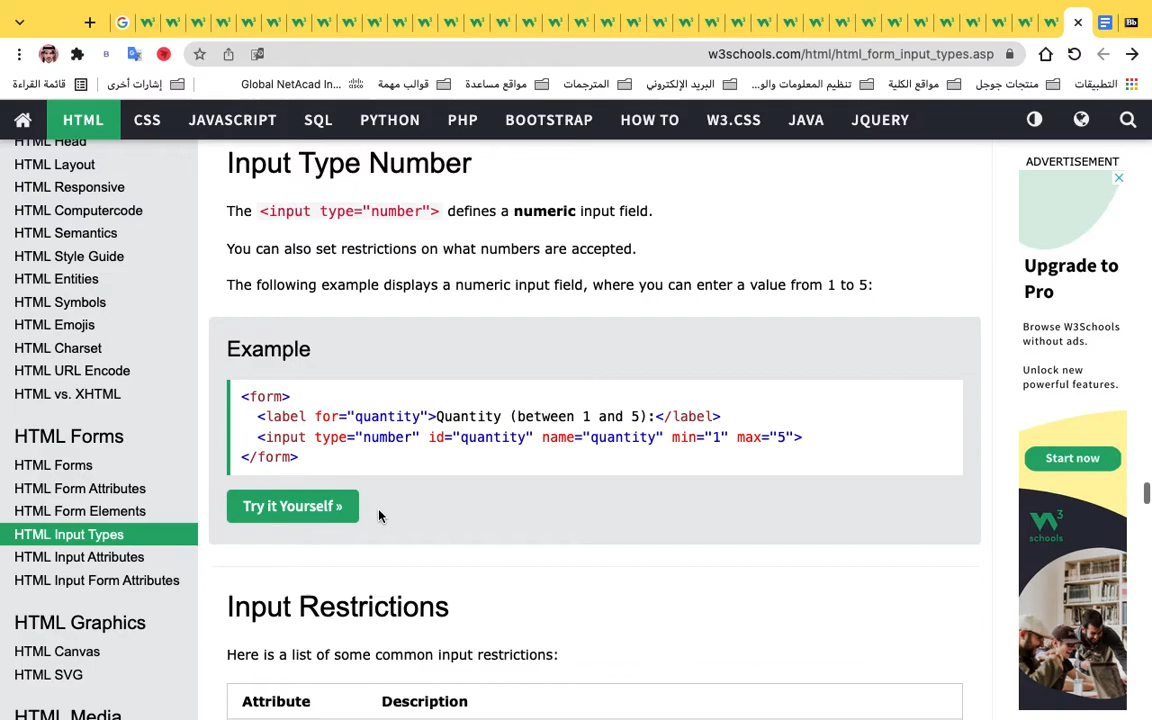 w3schools.com/html/html_form_input_types.asp
قائمة القراءة
إشارات أخرى
Global NetAcad In...
قوالب مهمة
مواقع مساعدة
المترجمات
البريد الإلكتروني
تنظيم المعلومات والو...
مواقع الكلية
منتجات جوجل
التطبيقات
HTML CSS JAVASCRIPT SQL PYTHON PHP BOOTSTRAP HOW TO W3.CSS JAVA JQUERY
HTML Head
HTML Layout
HTML Responsive
HTML Computercode
HTML Semantics
HTML Style Guide
HTML Entities
HTML Symbols
HTML Emojis
HTML Charset
HTML URL Encode
HTML vs. XHTML
HTML Forms
HTML Forms
HTML Form Attributes
HTML Form Elements
HTML Input Types
HTML Input Attributes
HTML Input Form Attributes
HTML Graphics
HTML Canvas
HTML SVG
HTML Media
Input Type Number
The <input type="number"> defines a numeric input field.
You can also set restrictions on what numbers are accepted.
The following example displays a numeric input field, where you can enter a value from 1 to 5:
Example
<form>
<label for="quantity">Quantity (between 1 and 5):</label>
<input type="number" id="quantity" name="quantity" min="1" max="5">
</form>
Try it Yourself »
Input Restrictions
Here is a list of some common input restrictions:
Attribute Description
ADVERTISEMENT
Upgrade to
Pro
Browse W3Schools
without ads.
Unlock new
powerful features.
Start now
W3
schools
Bb